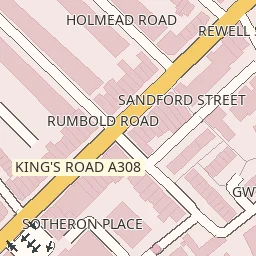 HOLMEAD ROAD
REWELL S
SANDFORD STREET
RUMBOLD ROAD
KING'S ROAD A308
GW
SOTHERON PLACE